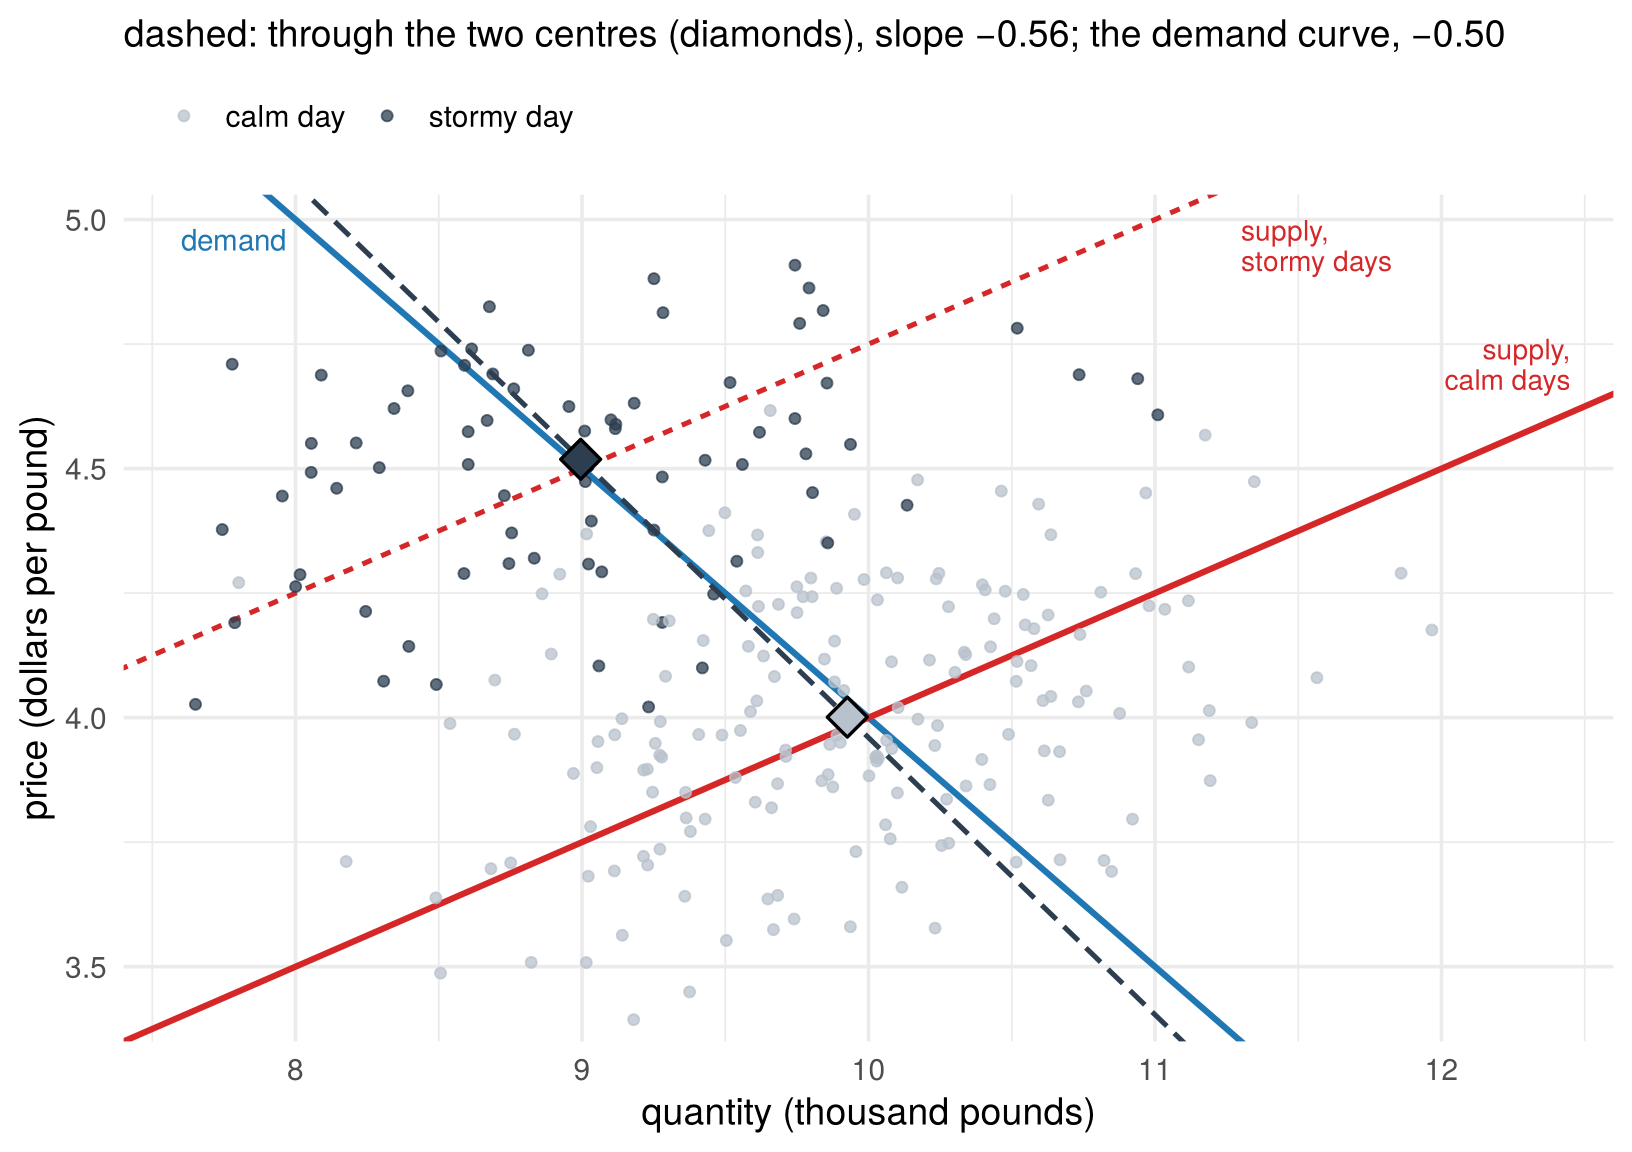 dashed: through the two centres (diamonds), slope −0.56; the demand curve, −0.50
calm day
stormy day
5.0
4.5
4.0
3.5
demand
supply,
stormy days
supply,
calm days
8
9
10
11
12
quantity (thousand pounds)
price (dollars per pound)